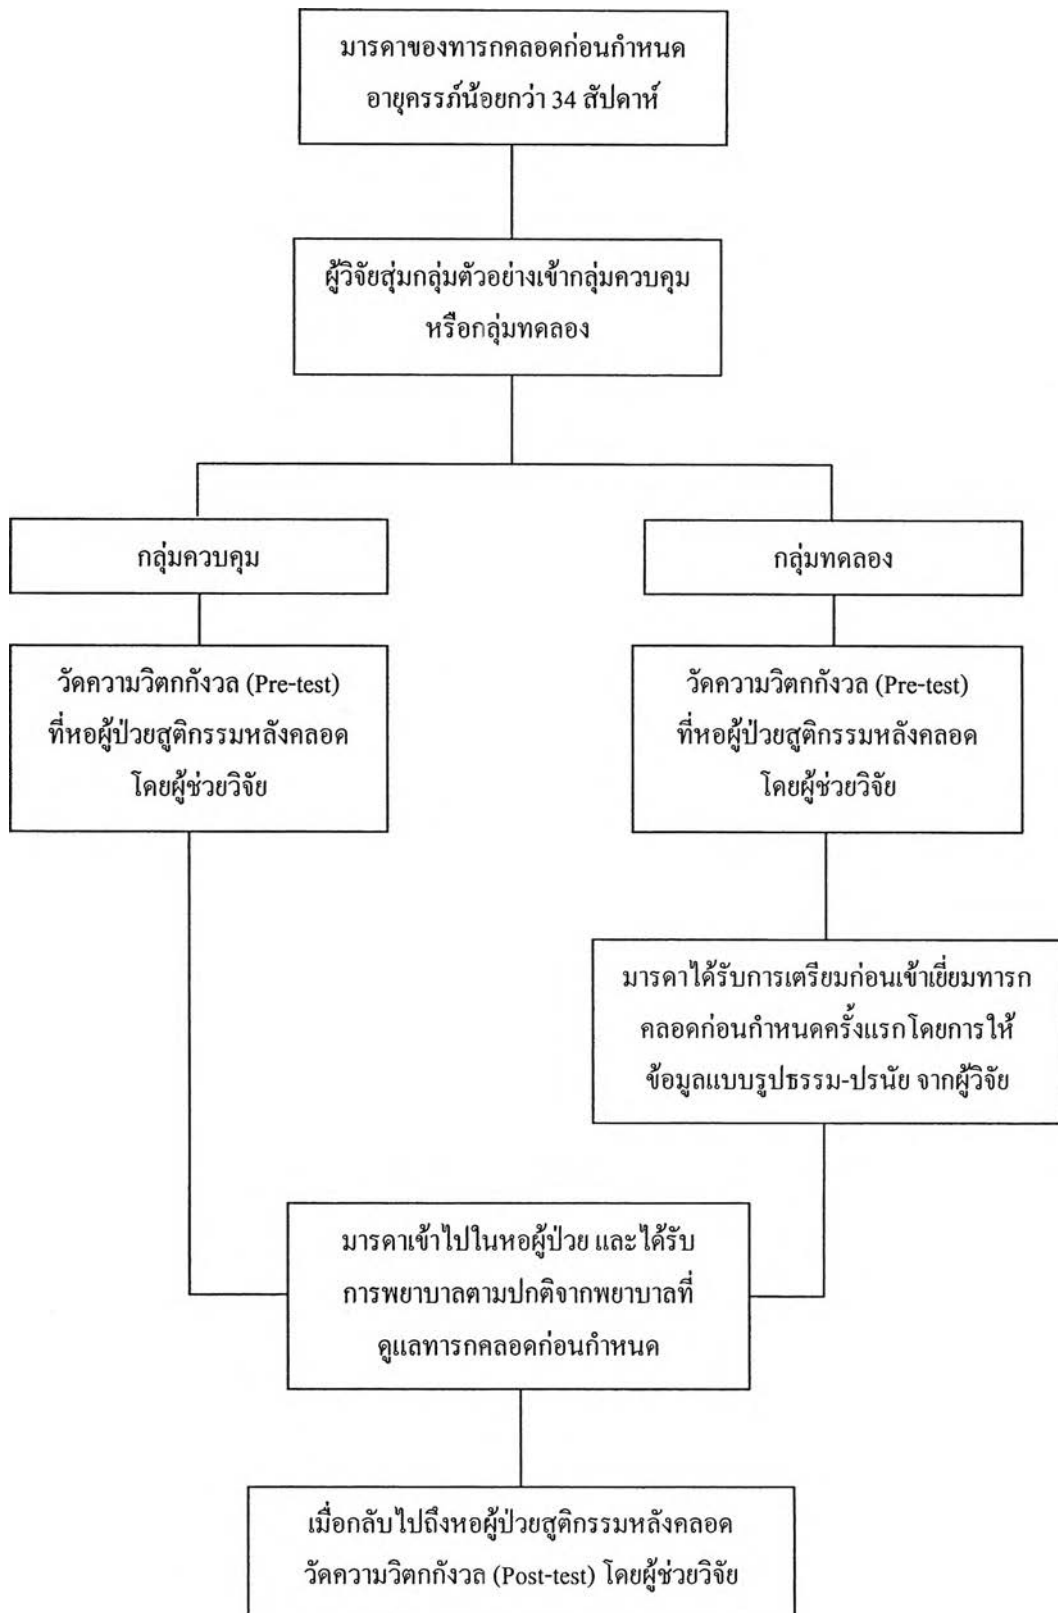 มารดาของทารกคลอดก่อนกำหนด
อายุครรภ์น้อยกว่า 34 สัปดาห์
ผู้วิจัยสุ่มกลุ่มตัวอย่างเข้ากลุ่มควบคุม
หรือกลุ่มทดลอง
กลุ่มควบคุม
กลุ่มทดลอง
วัดความวิตกกังวล (Pre-test)
ที่หอผู้ป่วยสูติกรรมหลังคลอด
โดยผู้ช่วยวิจัย
วัดความวิตกกังวล (Pre-test)
ที่หอผู้ป่วยสูติกรรมหลังคลอด
โดยผู้ช่วยวิจัย
มารดาได้รับการเตรียมก่อนเข้าเยี่ยมทารก
คลอดก่อนกำหนดครั้งแรกโดยการให้
ข้อมูลแบบรูปธรรม-ปรนัย จากผู้วิจัย
มารดาเข้าไปในหอผู้ป่วย และได้รับ
การพยาบาลตามปกติจากพยาบาลที่
ดูแลทารกคลอดก่อนกำหนด
เมื่อกลับไปถึงหอผู้ป่วยสูติกรรมหลังคลอด
วัดความวิตกกังวล (Post-test) โดยผู้ช่วยวิจัย